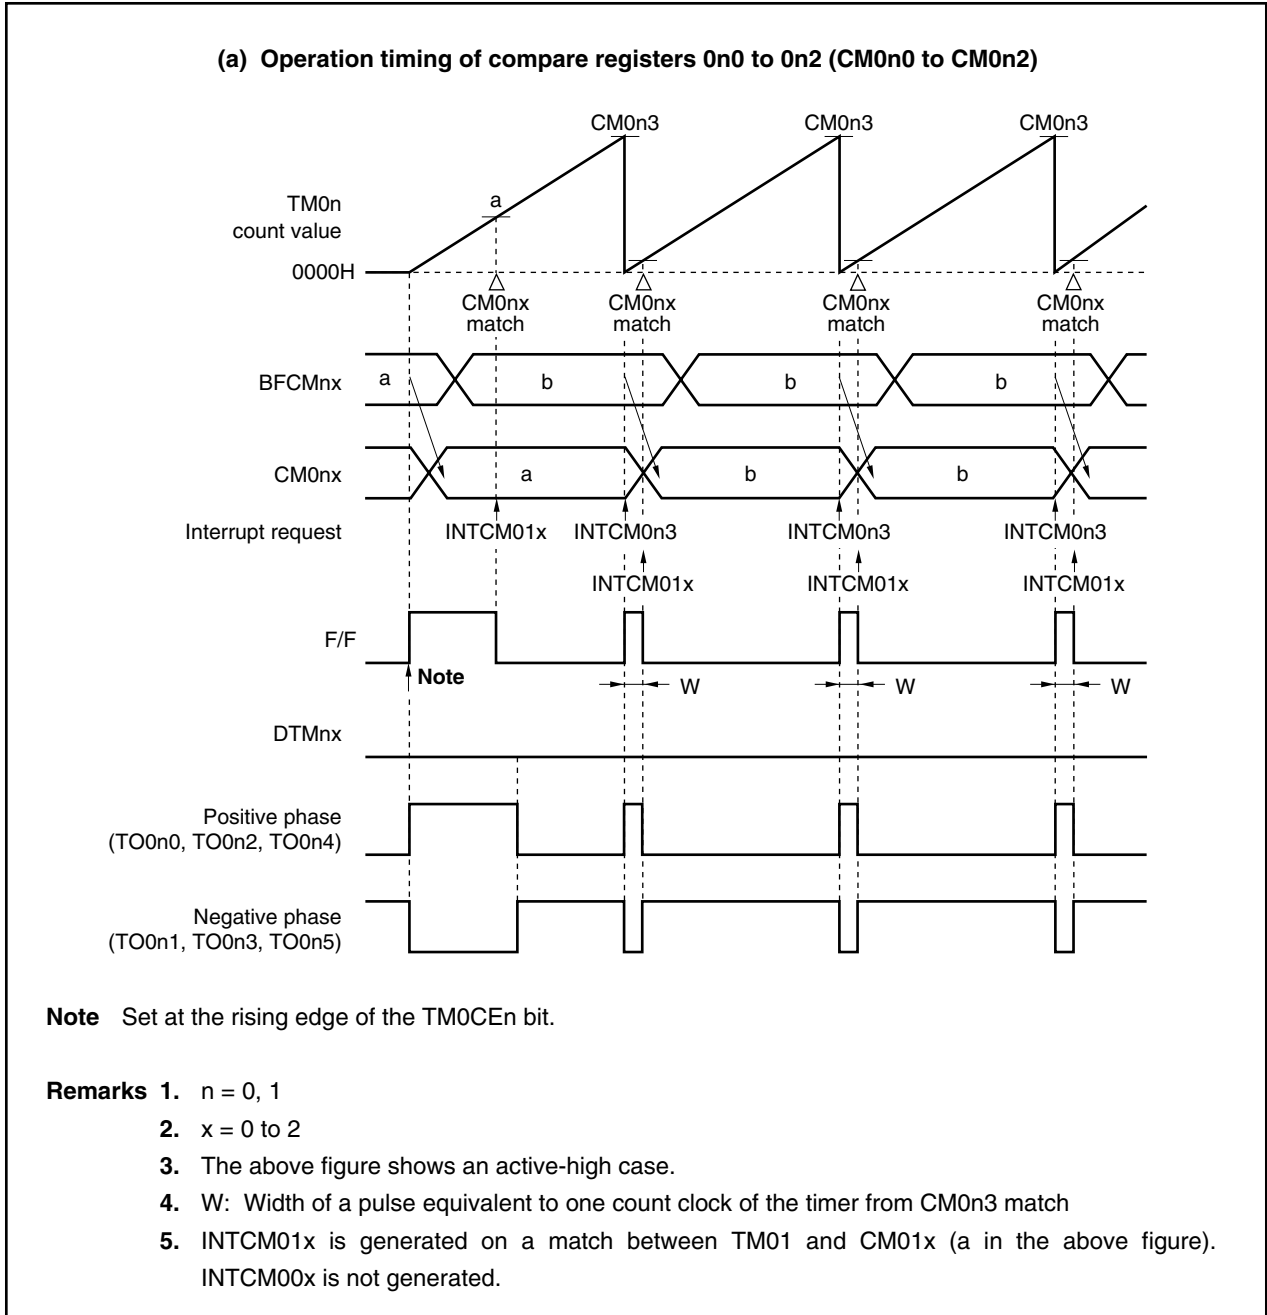 (a) Operation timing of compare registers 0n0 to 0n2 (CM0n0 to CM0n2)
CM0n3 CM0n3 CM0n3
TM0n
count value
a
0000H
CM0nx
match
CM0nx
match
CM0nx
match
CM0nx
match
BFCMnx
a b b b
CM0nx
a b b
Interrupt request
INTCM01x INTCM0n3 INTCM0n3 INTCM0n3
INTCM01x INTCM01x INTCM01x
F/F
Note
W W W
DTMnx
Positive phase
(TO0n0, TO0n2, TO0n4)
Negative phase
(TO0n1, TO0n3, TO0n5)
Note Set at the rising edge of the TM0CEn bit.
Remarks 1. n = 0, 1
2. x = 0 to 2
3. The above figure shows an active-high case.
4. W: Width of a pulse equivalent to one count clock of the timer from CM0n3 match
5. INTCM01x is generated on a match between TM01 and CM01x (a in the above figure).
INTCM00x is not generated.